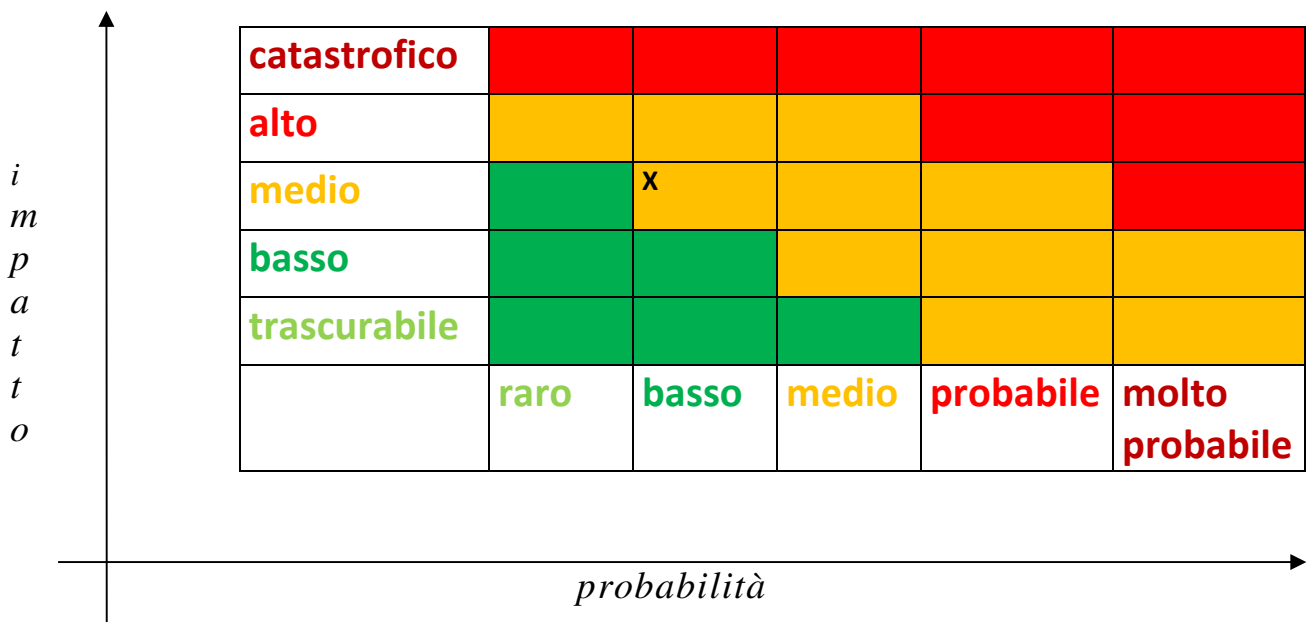 catastrofico
alto
medio
X
basso
trascurabile
raro basso medio probabile molto
probabile
i
m
p
a
t
t
o
probabilità